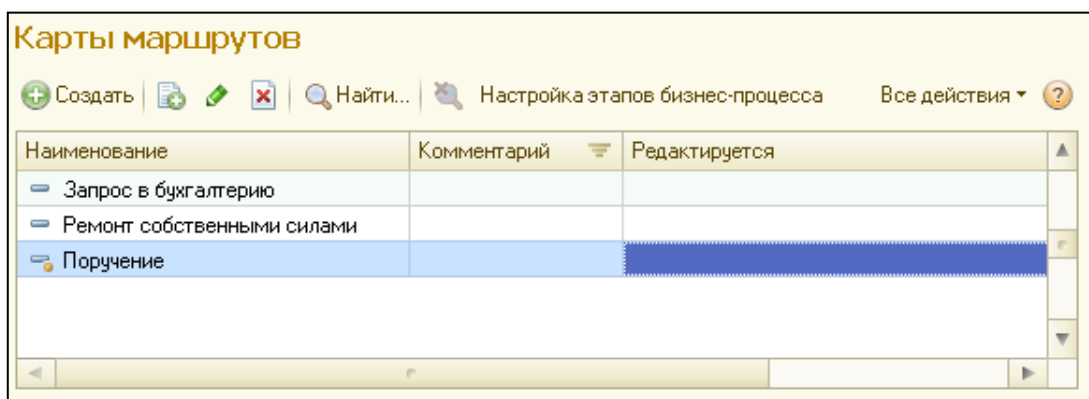 Карты маршрутов
Создать Найти... Настройка этапов бизнес-процесса Все действия ?
Наименование Комментарий Редактируется
Запрос в бухгалтерию
Ремонт собственными силами
Поручение